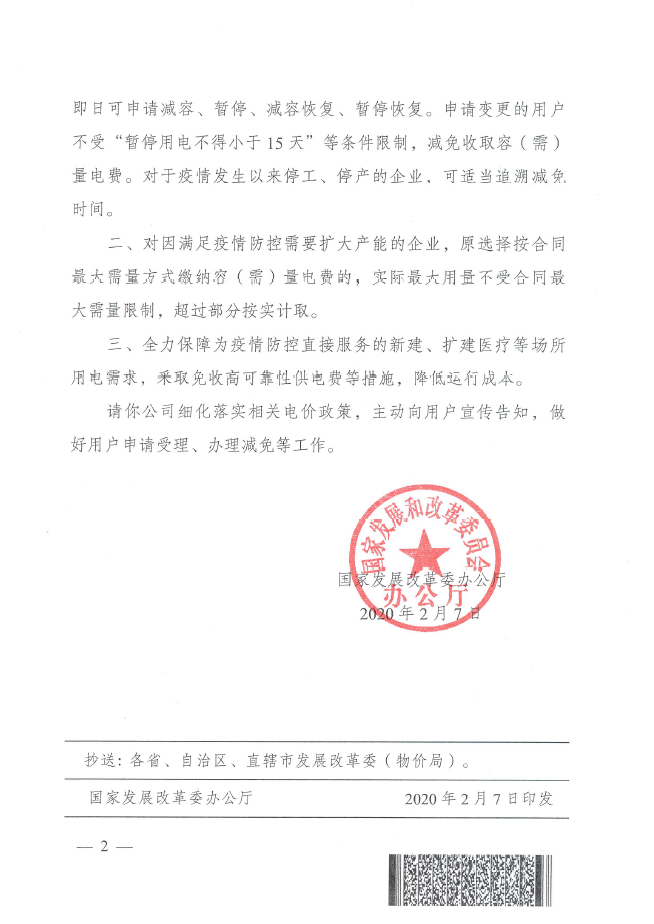 即日可申请减容、暂停、减容恢复、暂停恢复。申请变更的用户
不受“暂停用电不得小于 15 天”等条件限制，减免收取容（需）
量电费。对于疫情发生以来停工、停产的企业，可适当追溯减免
时间。
二、对因满足疫情防控需要扩大产能的企业，原选择按合同
最大需量方式缴纳容（需）量电费的，实际最大用量不受合同最
大需量限制，超过部分按实计取。
三、全力保障为疫情防控直接服务的新建、扩建医疗等场所
用电需求，采取免收高可靠性供电费等措施，降低运行成本。
请你公司细化落实相关电价政策，主动向用户宣传告知，做
好用户申请受理、办理减免等工作。
国家发展和改革委员会
国家发展改革委办公厅
办公厅
2020 年 2 月 7 日
抄送：各省、自治区、直辖市发展改革委（物价局）。
国家发展改革委办公厅 2020 年 2 月 7 日印发
— 2 —